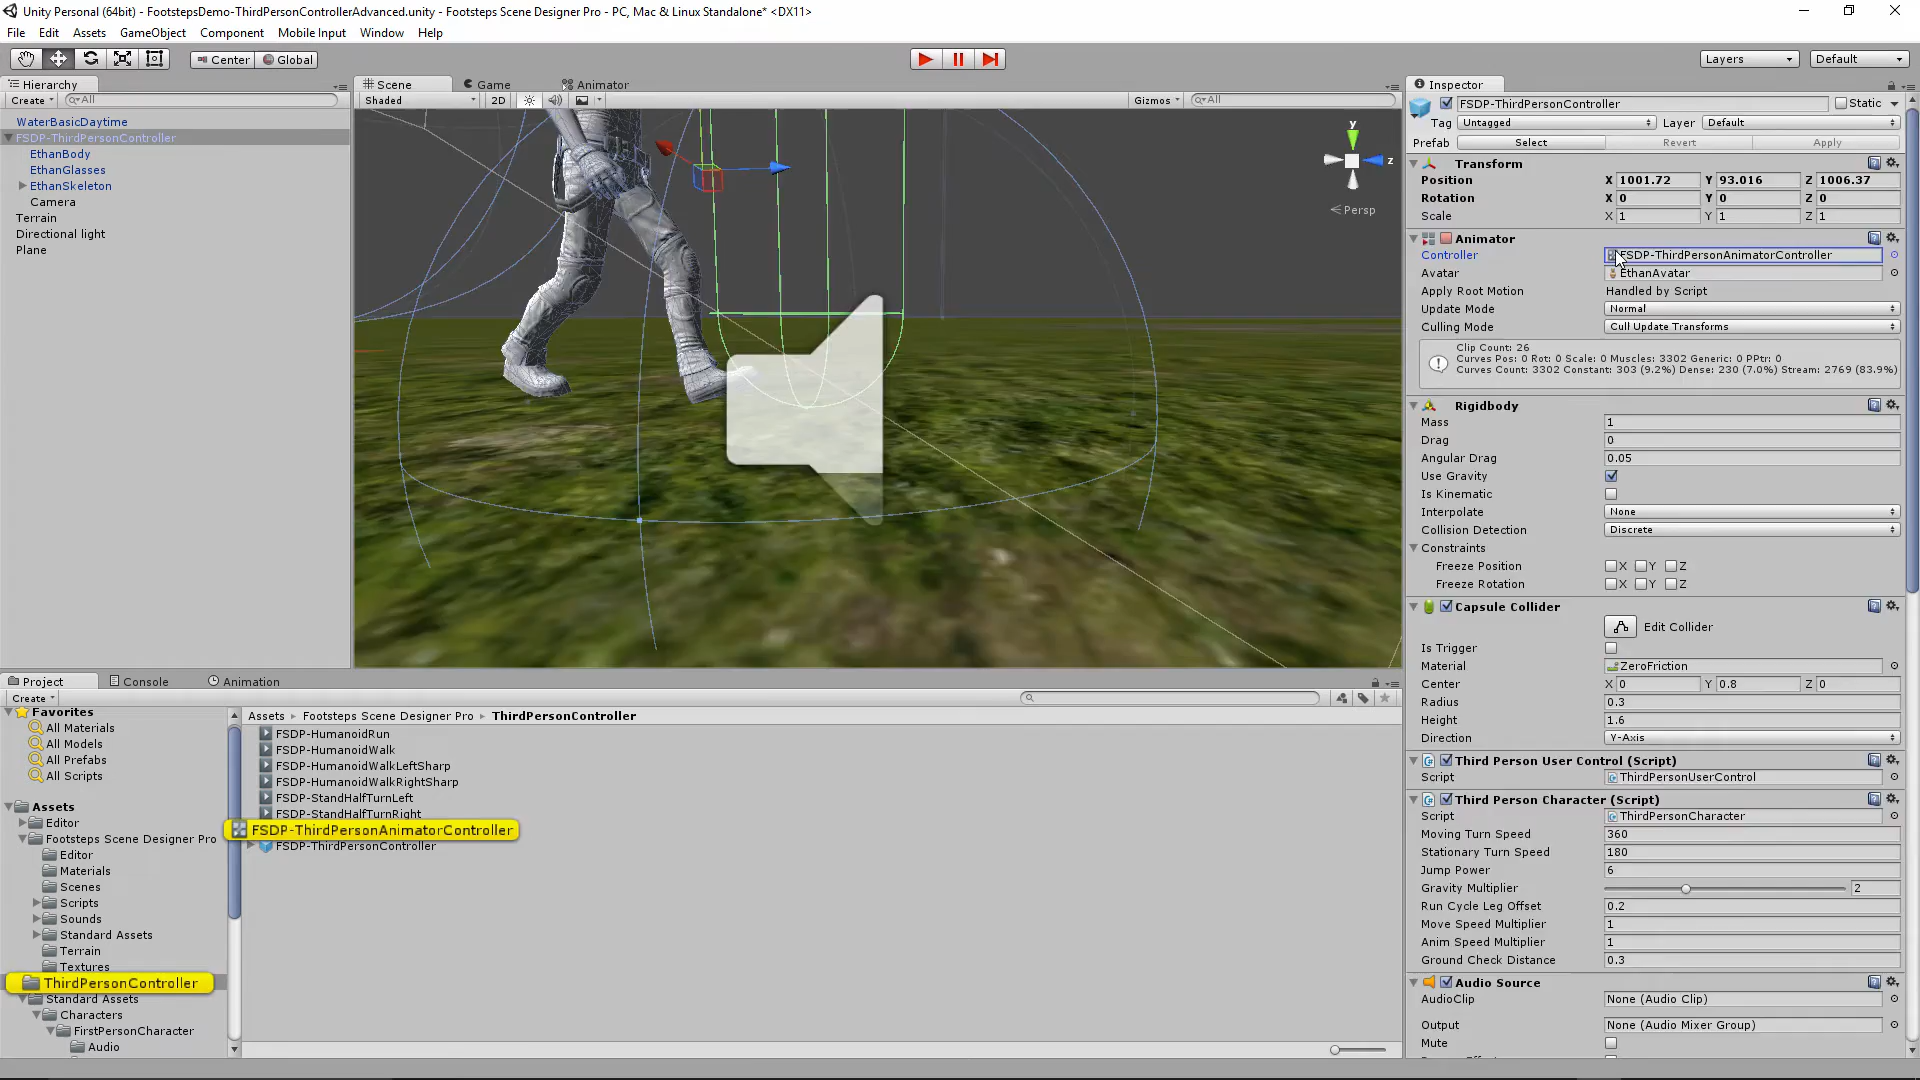 Unity Personal (64bit) - FootstepsDemo-ThirdPersonControllerAdvanced.unity - Footsteps Scene Designer Pro - PC, Mac & Linux Standalone* <DX11>
File Edit Assets GameObject Component Mobile Input Window Help
Center Global Layers Default
Hierarchy
Create All
WaterBasicDaytime
FSDP-ThirdPersonController
EthanBody
EthanGlasses
EthanSkeleton
Camera
Terrain
Directional light
Plane
Scene Game Animator
Shaded 2D Gizmos All
y
z
Persp
Inspector
FSDP-ThirdPersonController Static
Tag Untagged Layer Default
Prefab Select Revert Apply
Transform
Position X 1001.72 Y 93.016 Z 1006.37
Rotation X 0 Y 0 Z 0
Scale X 1 Y 1 Z 1
Animator
Controller FSDP-ThirdPersonAnimatorController
Avatar EthanAvatar
Apply Root Motion Handled by Script
Update Mode Normal
Culling Mode Cull Update Transforms
Clip Count: 26
Curves Pos: 0 Rot: 0 Scale: 0 Muscles: 3302 Generic: 0 PPtr: 0
Curves Count: 3302 Constant: 303 (9.2%) Dense: 230 (7.0%) Stream: 2769 (83.9%)
Rigidbody
Mass 1
Drag 0
Angular Drag 0.05
Use Gravity
Is Kinematic
Interpolate None
Collision Detection Discrete
Constraints
Freeze Position X Y Z
Freeze Rotation X Y Z
Capsule Collider
Edit Collider
Is Trigger
Material ZeroFriction
Center X 0 Y 0.8 Z 0
Radius 0.3
Height 1.6
Direction Y-Axis
Third Person User Control (Script)
Script ThirdPersonUserControl
Third Person Character (Script)
Script ThirdPersonCharacter
Moving Turn Speed 360
Stationary Turn Speed 180
Jump Power 6
Gravity Multiplier 2
Run Cycle Leg Offset 0.2
Move Speed Multiplier 1
Anim Speed Multiplier 1
Ground Check Distance 0.3
Audio Source
AudioClip None (Audio Clip)
Output None (Audio Mixer Group)
Mute
Project Console Animation
Create
Favorites
All Materials
All Models
All Prefabs
All Scripts
Assets
Editor
Footsteps Scene Designer Pro
Editor
Materials
Scenes
Scripts
Sounds
Standard Assets
Terrain
Textures
ThirdPersonController
Standard Assets
Characters
FirstPersonCharacter
Audio
Assets Footsteps Scene Designer Pro ThirdPersonController
FSDP-HumanoidRun
FSDP-HumanoidWalk
FSDP-HumanoidWalkLeftSharp
FSDP-HumanoidWalkRightSharp
FSDP-StandHalfTurnLeft
FSDP-StandHalfTurnRight
FSDP-ThirdPersonAnimatorController
FSDP-ThirdPersonController